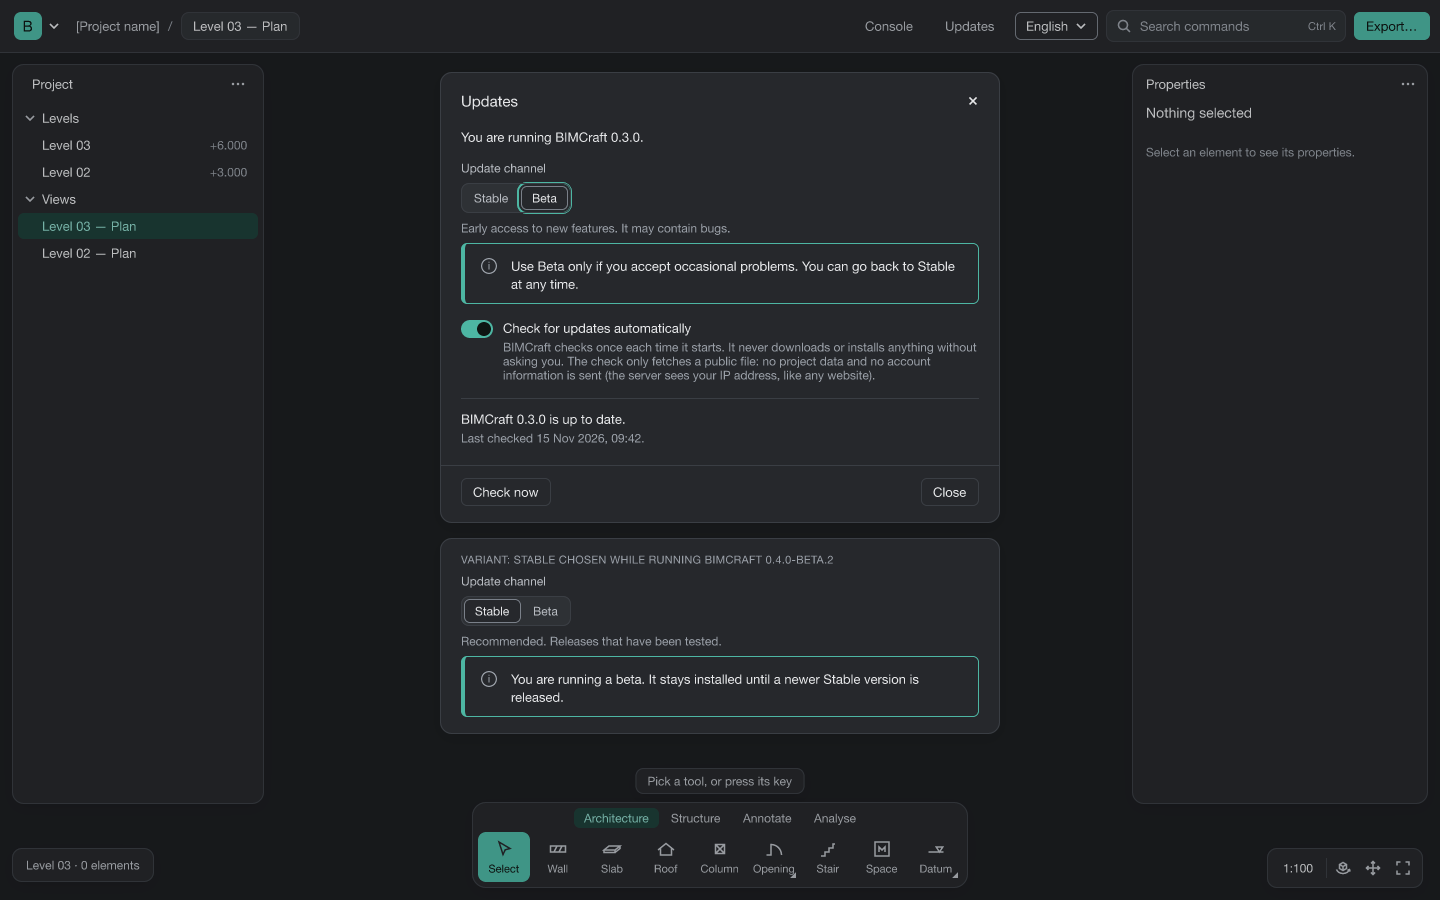 B
[Project name] / Level 03 — Plan
Console
Updates
English
Search commands Ctrl K
Export…
Project
Levels
Level 03 +6.000
Level 02 +3.000
Views
Level 03 — Plan
Level 02 — Plan
Updates
You are running BIMCraft 0.3.0.
Update channel
Stable Beta
Early access to new features. It may contain bugs.
Use Beta only if you accept occasional problems. You can go back to Stable
at any time.
Check for updates automatically
BIMCraft checks once each time it starts. It never downloads or installs anything without
asking you. The check only fetches a public file: no project data and no account
information is sent (the server sees your IP address, like any website).
BIMCraft 0.3.0 is up to date.
Last checked 15 Nov 2026, 09:42.
Check now
Close
VARIANT: STABLE CHOSEN WHILE RUNNING BIMCRAFT 0.4.0-BETA.2
Update channel
Stable Beta
Recommended. Releases that have been tested.
You are running a beta. It stays installed until a newer Stable version is
released.
Properties
Nothing selected
Select an element to see its properties.
Pick a tool, or press its key
Architecture Structure Annotate Analyse
Select Wall Slab Roof Column Opening Stair Space Datum
Level 03 · 0 elements
1:100